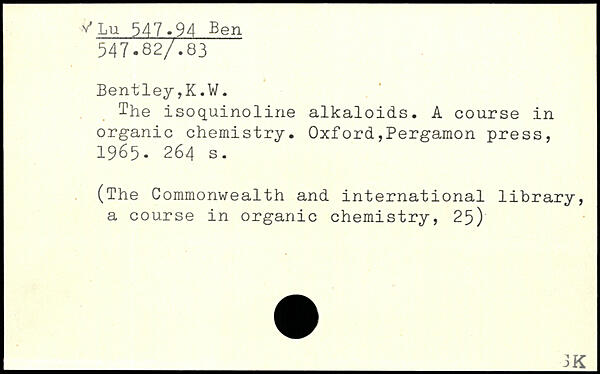 √ Lu 547.94 Ben
547.82/.83
Bentley,K.W.
The isoquinoline alkaloids. A course in
organic chemistry. Oxford,Pergamon press,
1965. 264 s.
(The Commonwealth and international library,
a course in organic chemistry, 25)
K